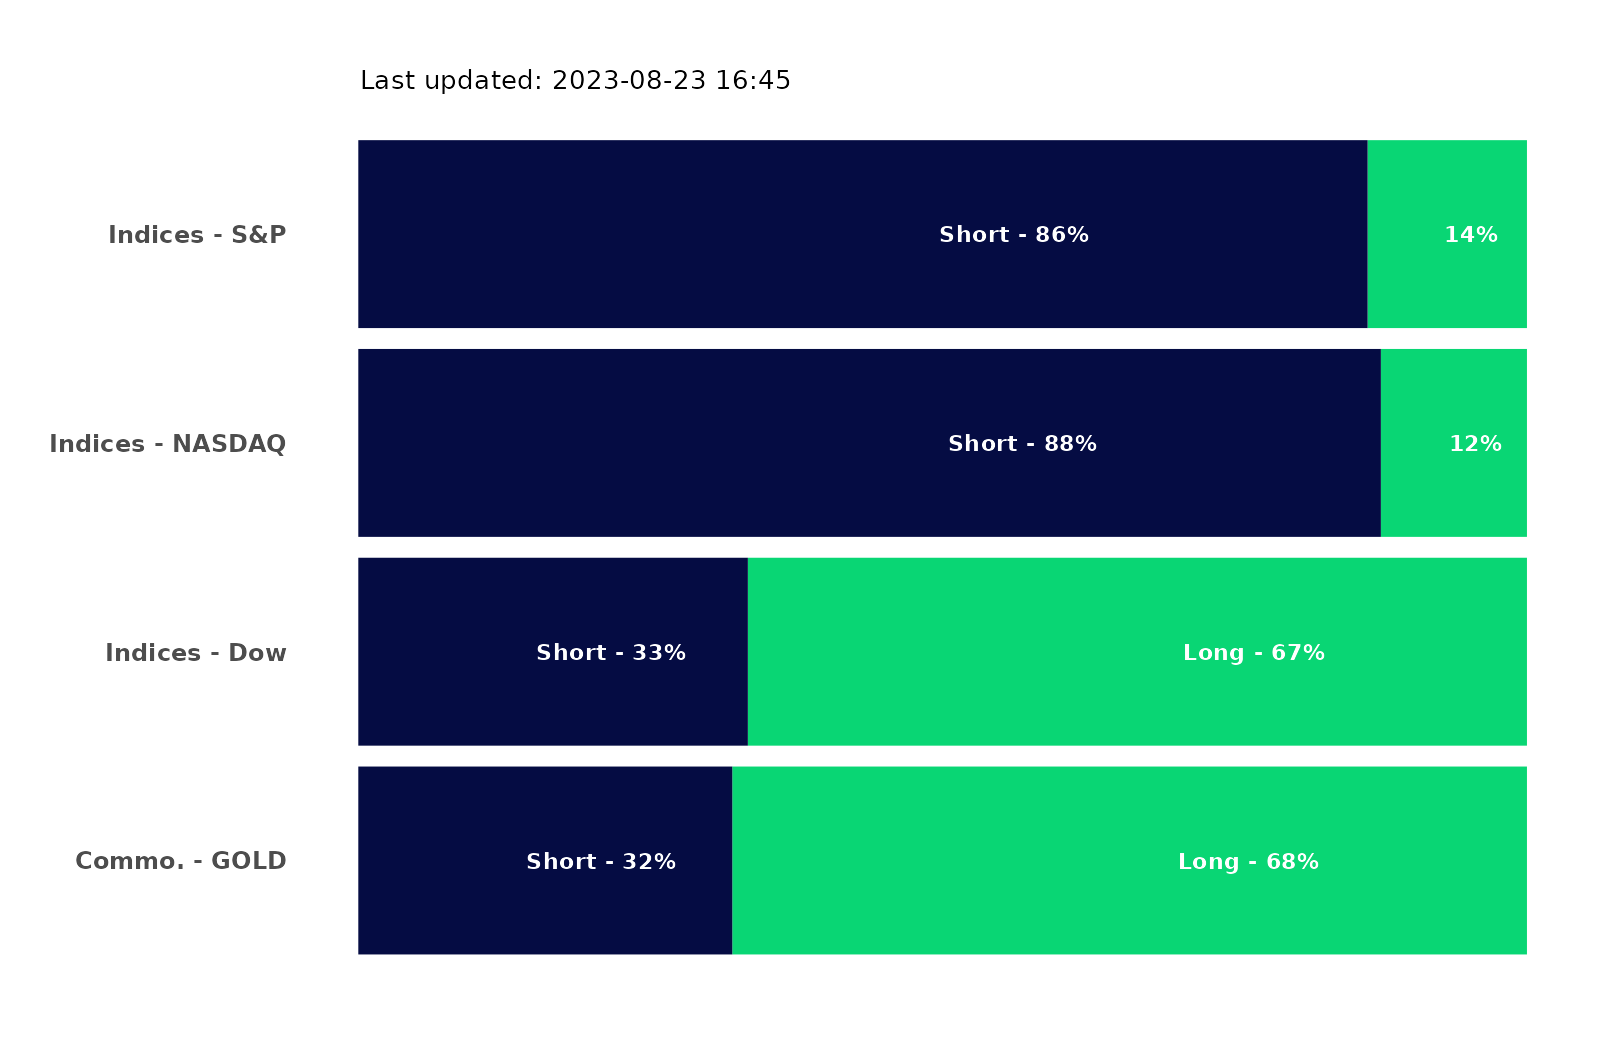 Last updated: 2023-08-23 16:45
Indices - S&P
Short - 86%
14%
Indices - NASDAQ
Short - 88%
12%
Indices - Dow
Short - 33%
Long - 67%
Commo. - GOLD
Short - 32%
Long - 68%